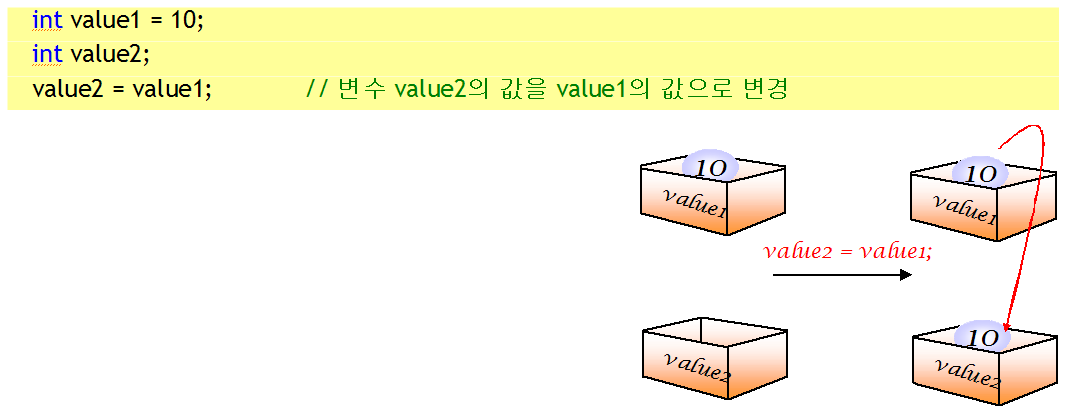 int value1 = 10;
int value2;
value2 = value1; // 변수 value2의 값을 value1의 값으로 변경
10
value1
10
value1
value2 = value1;
value2
10
value2